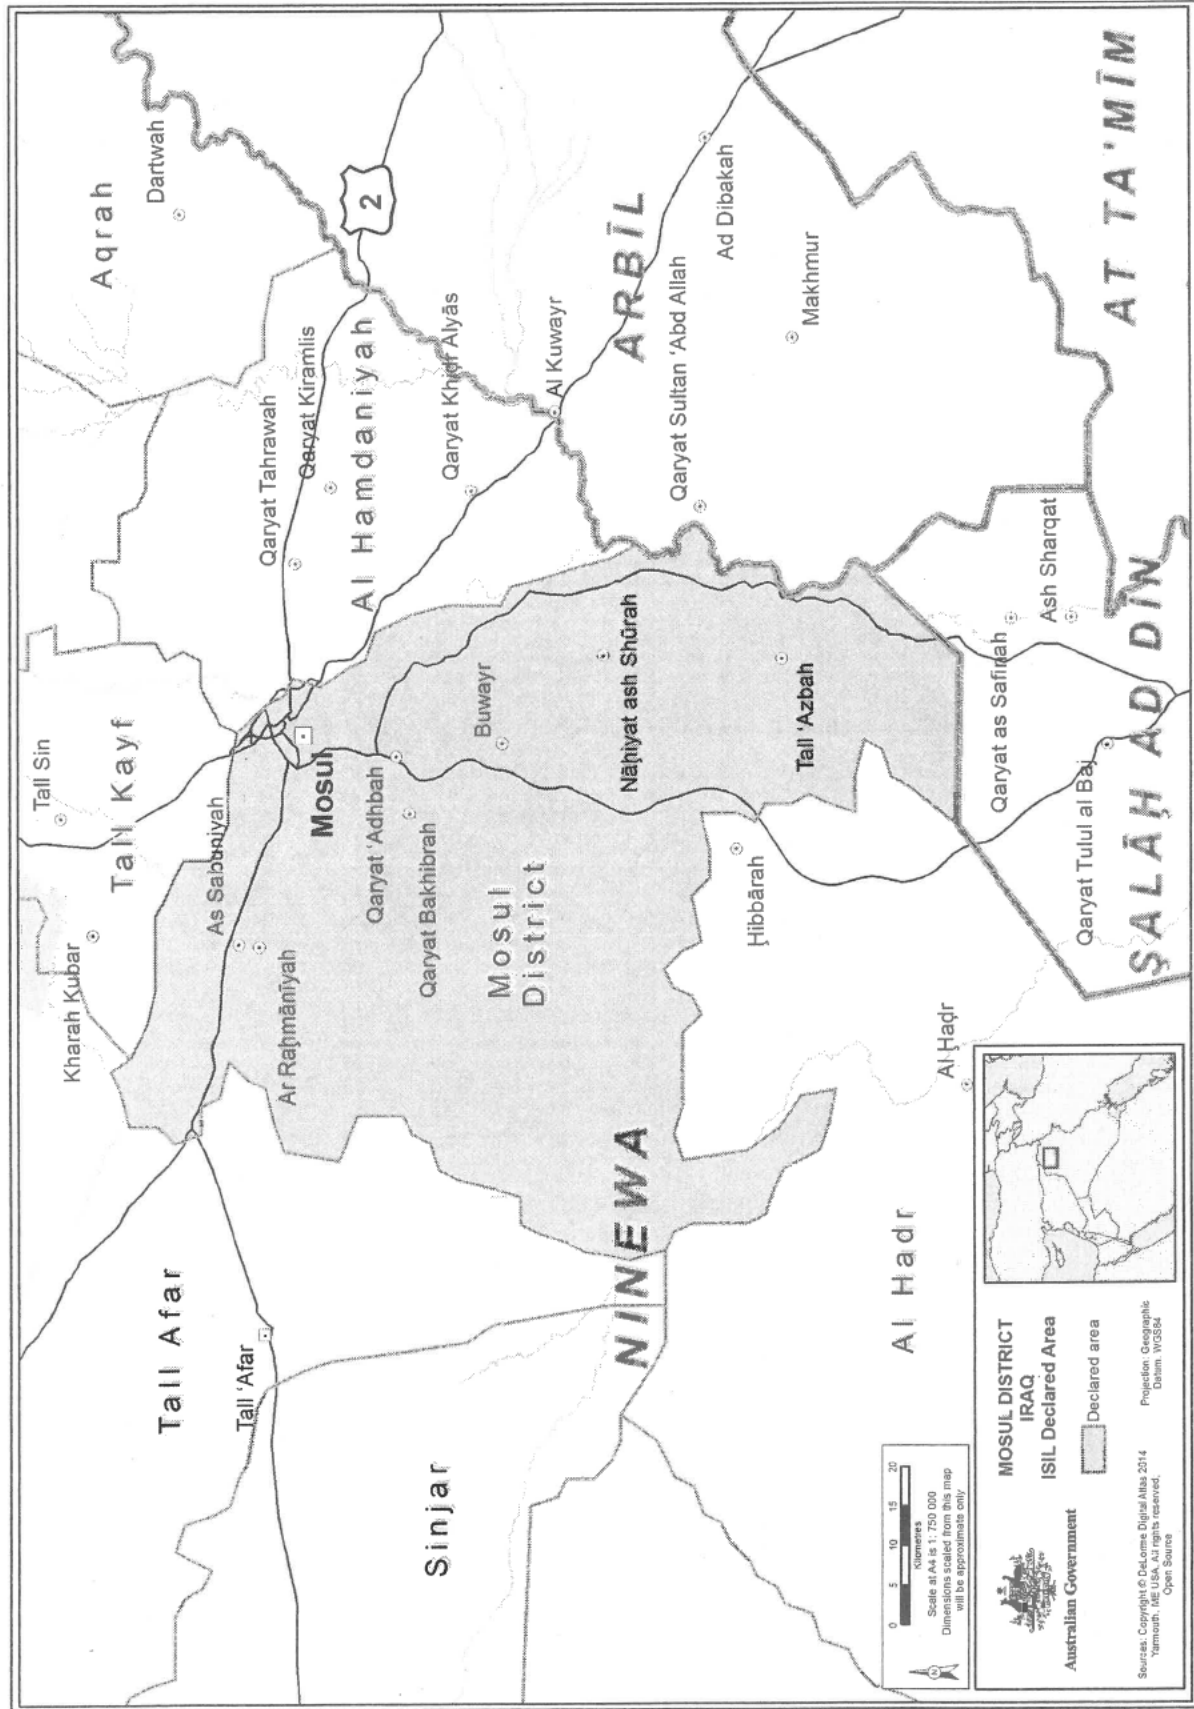 Tall Sin
Kharah Kubar
Aqrah
Tall Kayf
Dartwah
Tall Afar
As Sabuniyah
Tall 'Afar
Qaryat Tahrawah
Ar Raḩmānīyah
Qaryat Kiramlis
Mosul
Al Hamdaniyah
2
Qaryat 'Adhbah
Qaryat Bakhibrah
Sinjar
Qaryat Khidr Alyās
Buwayr
Mosul
District
Al Kuwayr
NINEWA
Nāḩiyat ash Shūrah
ARBĪL
Qaryat Sultan 'Abd Allah
Ad Dibakah
Ḩibbārah
Tall 'Azbah
Makhmur
Al Hadr
Al Ḩaḑr
Qaryat as Safinah
Ash Sharqat
Qaryat Tulul al Baj
AT TA'MĪM
ŞALĀḨ AD DĪN
N
0 5 10 15 20
Kilometres
Scale at A4 is 1: 750 000
Dimensions scaled from this map
will be approximate only
Australian Government
MOSUL DISTRICT
IRAQ
ISIL Declared Area
Declared area
Sources: Copyright © DeLorme Digital Atlas 2014
Yarmouth, ME USA. All rights reserved.
Open Source
Projection: Geographic
Datum: WGS84